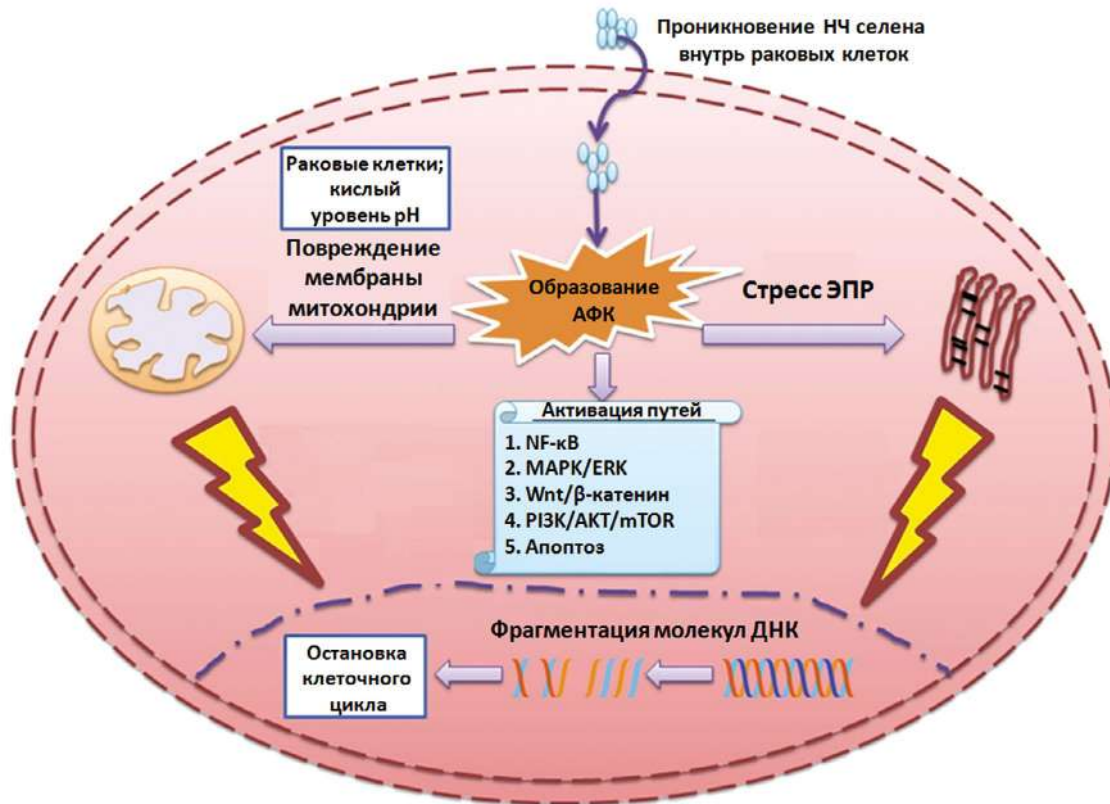 Проникновение НЧ селена
внутрь раковых клеток
Раковые клетки;
кислый
уровень pH
Повреждение
мембраны
митохондрии
Образование
АФК
Стресс ЭПР
Активация путей
1. NF-κB
2. MAPK/ERK
3. Wnt/β-катенин
4. PI3K/AKT/mTOR
5. Апоптоз
Фрагментация молекул ДНК
Остановка
клеточного
цикла